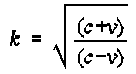 k = √((c+v)/(c−v))